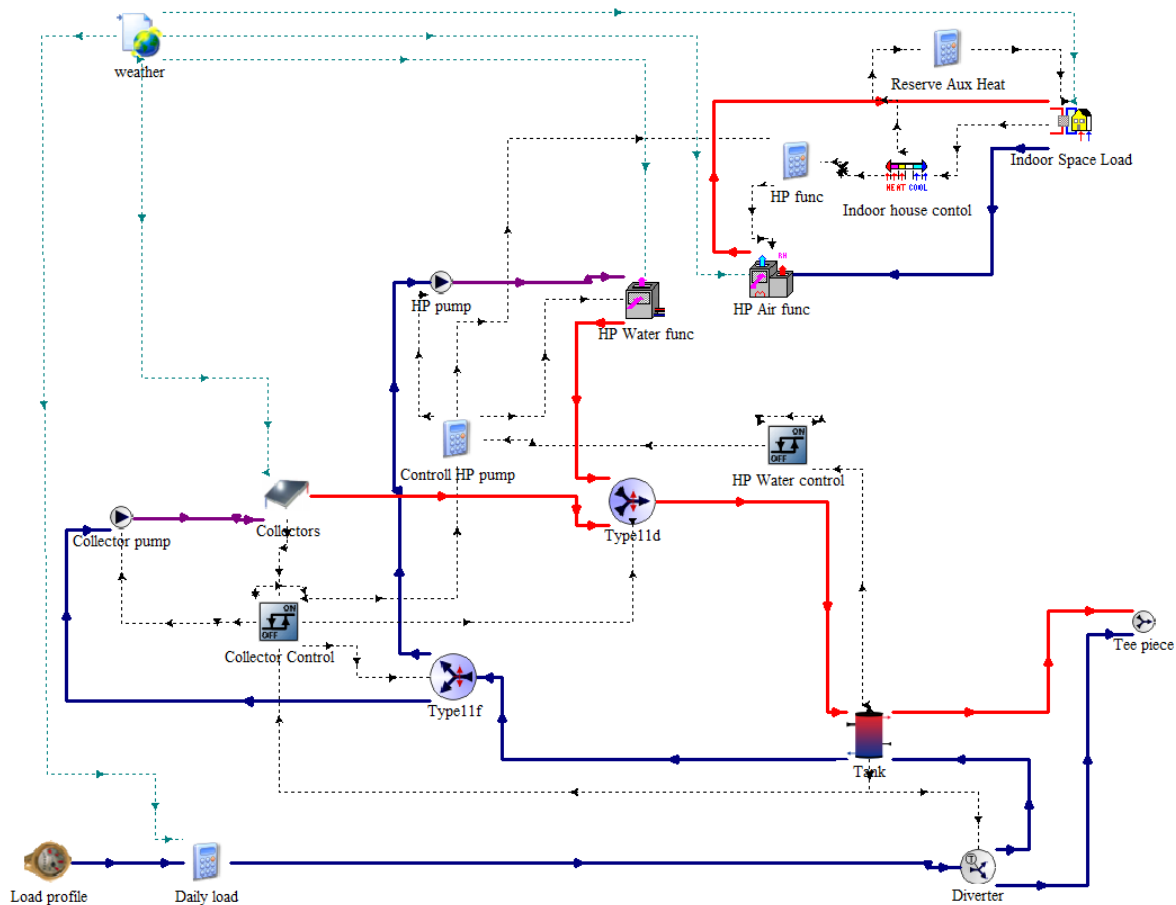 weather
Reserve Aux Heat
Indoor Space Load
HP func
HEAT COOL
Indoor house contol
RH
HP pump
HP Water func
HP Air func
ON
OFF
Controll HP pump
HP Water control
Collector pump
Collectors
Type11d
ON
OFF
Collector Control
Type11f
Tee piece
Tank
T
Load profile
Daily load
Diverter